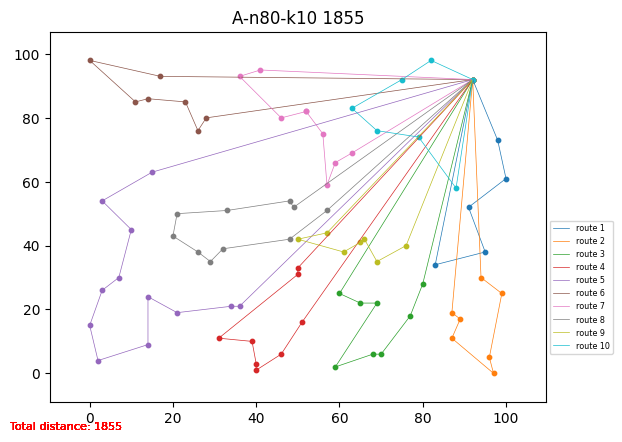 A-n80-k10 1855
100
80
60
40
20
0
route 1
route 2
route 3
route 4
route 5
route 6
route 7
route 8
route 9
route 10
0 20 40 60 80 100
Total distance: 1855